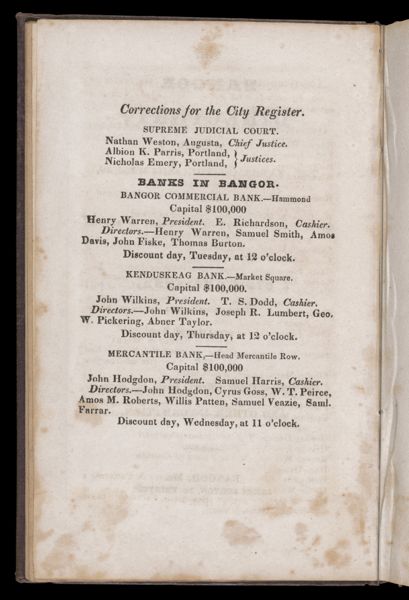 Corrections for the City Register.
SUPREME JUDICIAL COURT.
Nathan Weston, Augusta, Chief Justice.
Albion K. Parris, Portland, } Justices.
Nicholas Emery, Portland,
BANKS IN BANGOR.
BANGOR COMMERCIAL BANK.—Hammond
Capital $100,000
Henry Warren, President. E. Richardson, Cashier.
Directors.—Henry Warren, Samuel Smith, Amos
Davis, John Fiske, Thomas Burton.
Discount day, Tuesday, at 12 o'clock.
KENDUSKEAG BANK.—Market Square.
Capital $100,000.
John Wilkins, President. T. S. Dodd, Cashier.
Directors.—John Wilkins, Joseph R. Lumbert, Geo.
W. Pickering, Abner Taylor.
Discount day, Thursday, at 12 o'clock.
MERCANTILE BANK,—Head Mercantile Row.
Capital $100,000
John Hodgdon, President. Samuel Harris, Cashier.
Directors.—John Hodgdon, Cyrus Goss, W. T. Peirce,
Amos M. Roberts, Willis Patten, Samuel Veazie, Saml.
Farrar.
Discount day, Wednesday, at 11 o'clock.